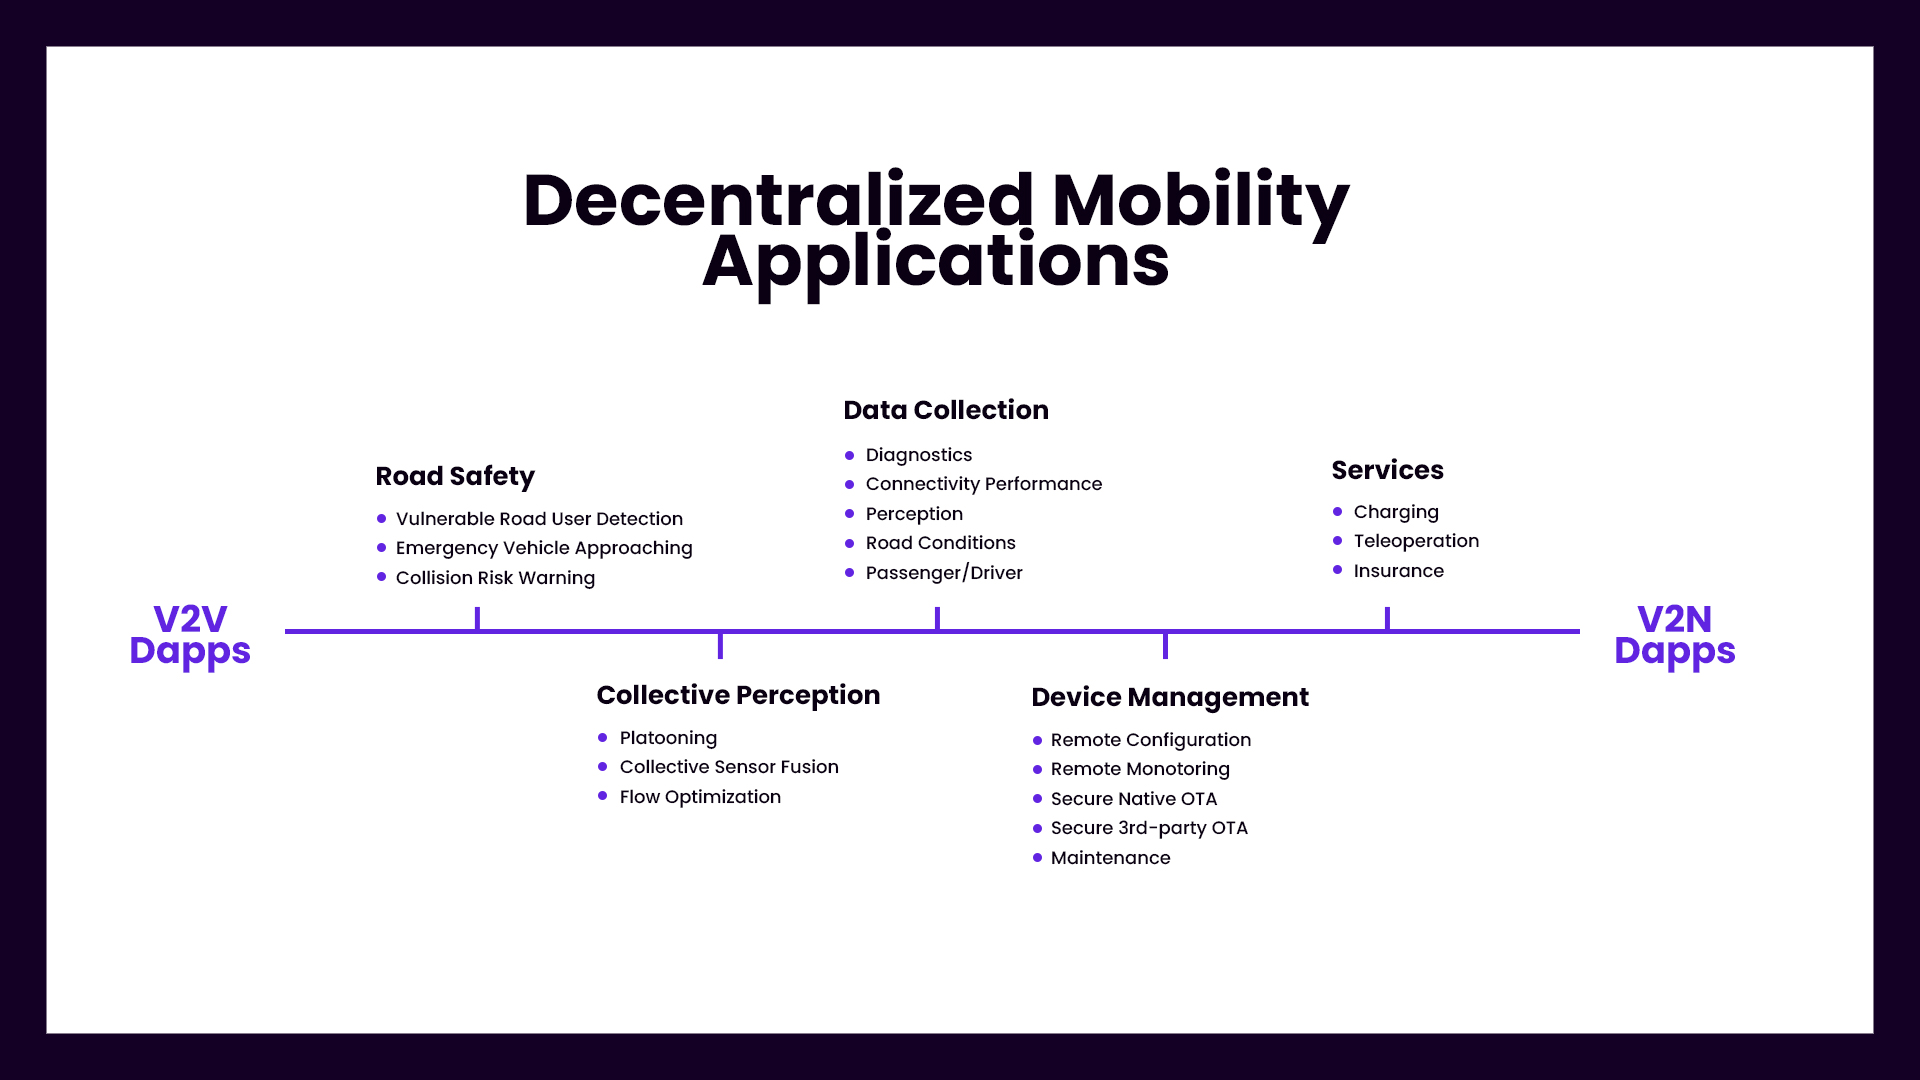 Decentralized Mobility
Applications
V2V
Dapps
Road Safety
Vulnerable Road User Detection
Emergency Vehicle Approaching
Collision Risk Warning
Collective Perception
Platooning
Collective Sensor Fusion
Flow Optimization
Data Collection
Diagnostics
Connectivity Performance
Perception
Road Conditions
Passenger/Driver
Device Management
Remote Configuration
Remote Monotoring
Secure Native OTA
Secure 3rd-party OTA
Maintenance
Services
Charging
Teleoperation
Insurance
V2N
Dapps